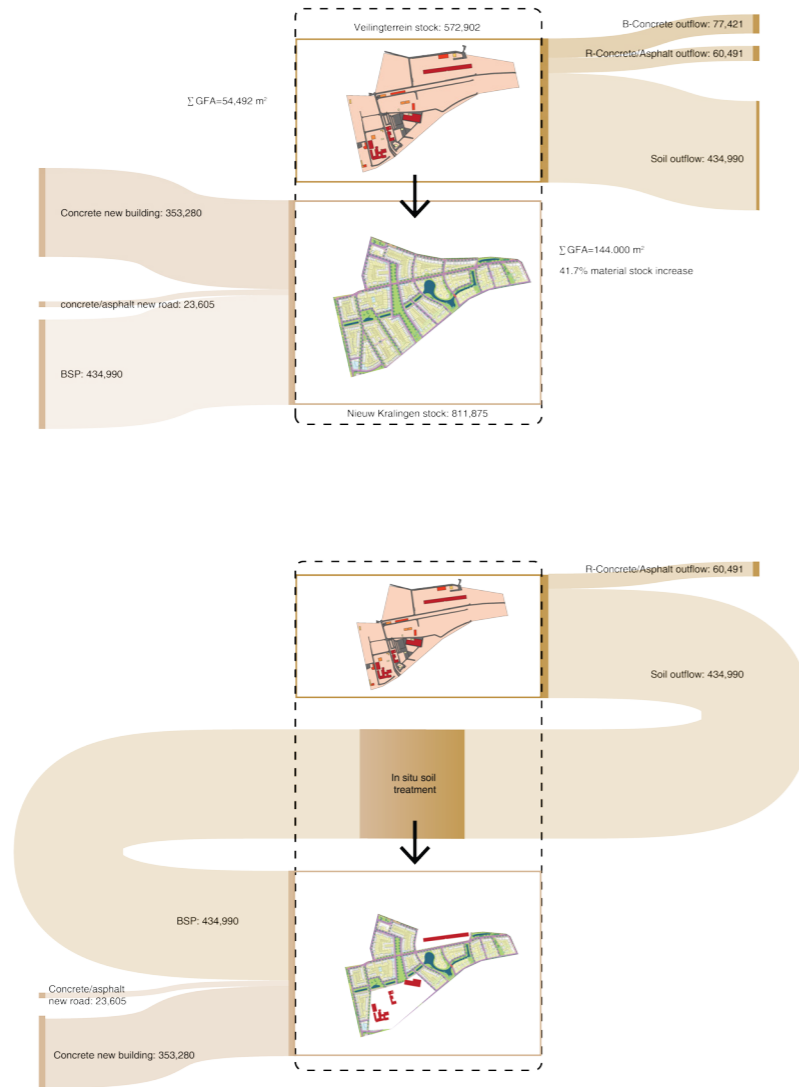 Veilingterrein stock: 572,902
B-Concrete outflow: 77,421
R-Concrete/Asphalt outflow: 60,491
∑ GFA=54,492 m²
Soil outflow: 434,990
Concrete new building: 353,280
∑ GFA=144.000 m²
41.7% material stock increase
concrete/asphalt new road: 23,605
BSP: 434,990
Nieuw Kralingen stock: 811,875
R-Concrete/Asphalt outflow: 60,491
Soil outflow: 434,990
In situ soil
treatment
BSP: 434,990
Concrete/asphalt
new road: 23,605
Concrete new building: 353,280